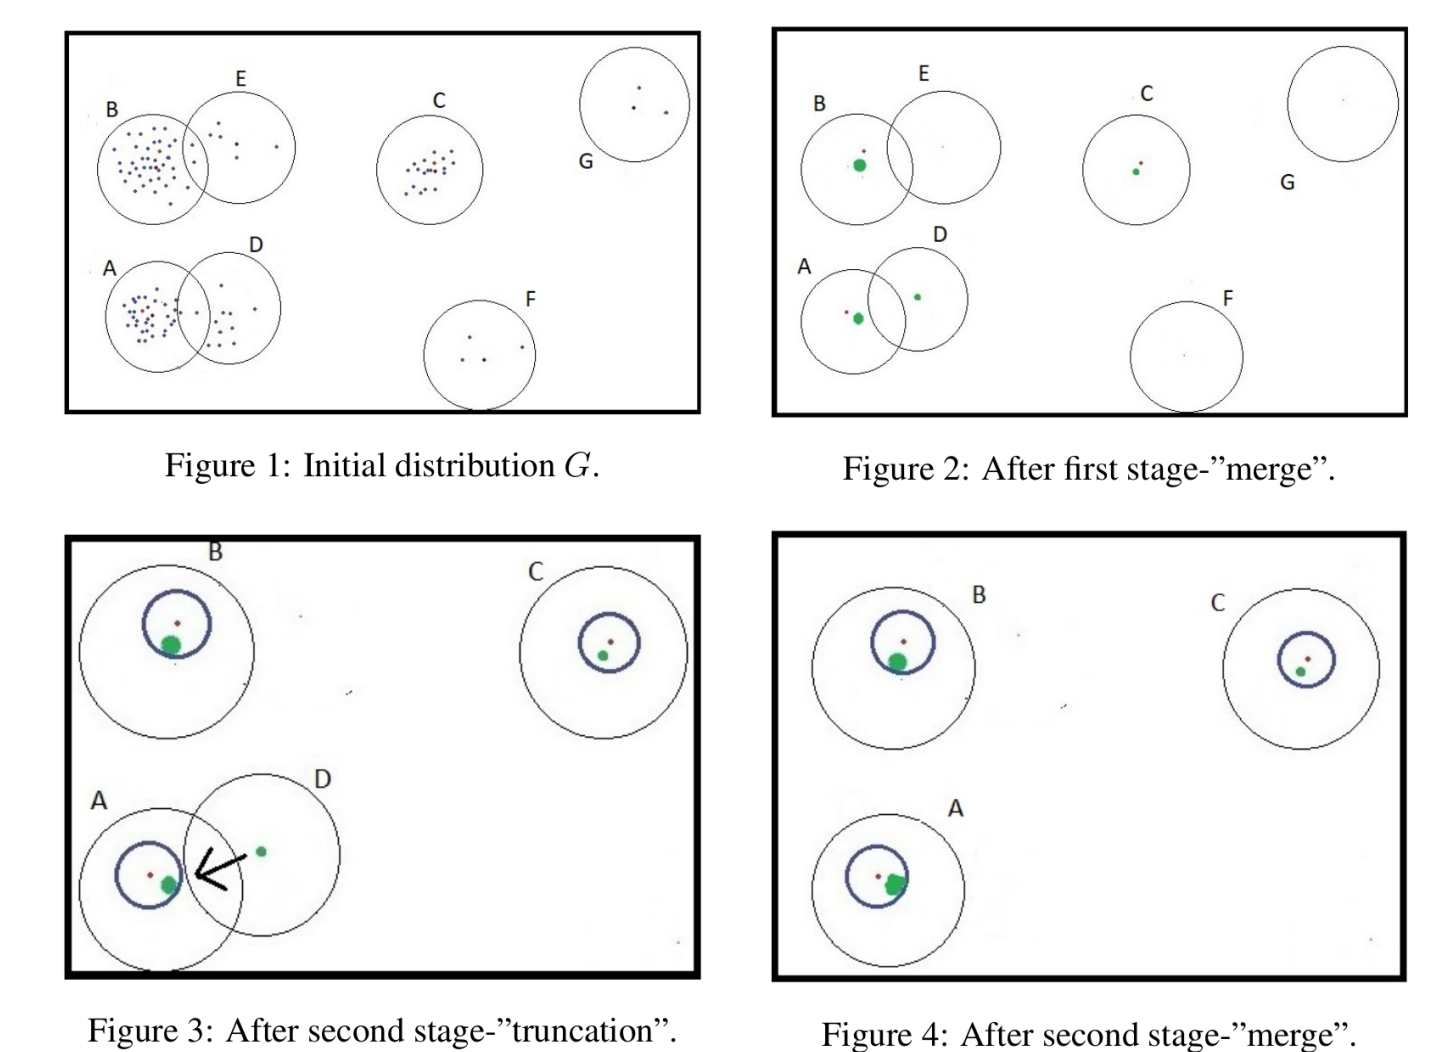 E
B
C
G
D
A
F
Figure 1: Initial distribution G.
E
B
C
G
D
A
F
Figure 2: After first stage-”merge”.
B
C
D
A
Figure 3: After second stage-”truncation”.
B
C
A
Figure 4: After second stage-”merge”.